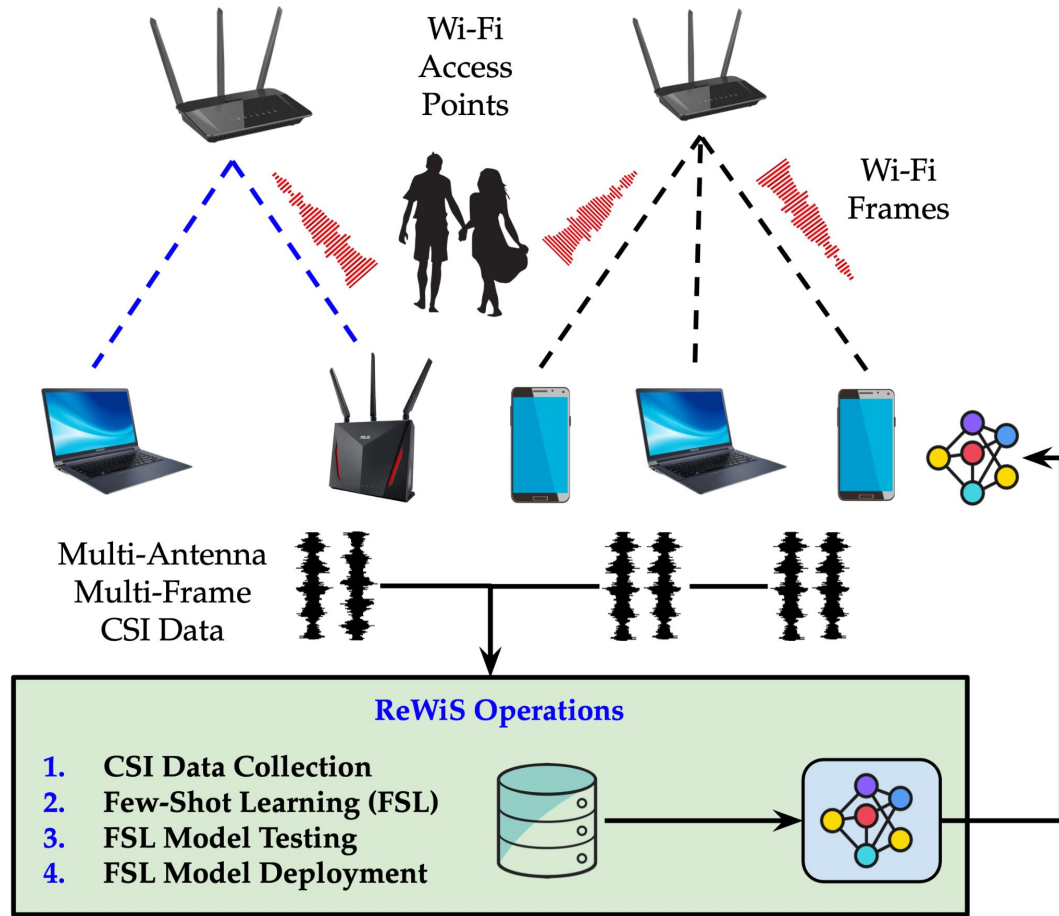 Wi-Fi
Access
Points
Wi-Fi
Frames
Multi-Antenna
Multi-Frame
CSI Data
ReWiS Operations
1. CSI Data Collection
2. Few-Shot Learning (FSL)
3. FSL Model Testing
4. FSL Model Deployment